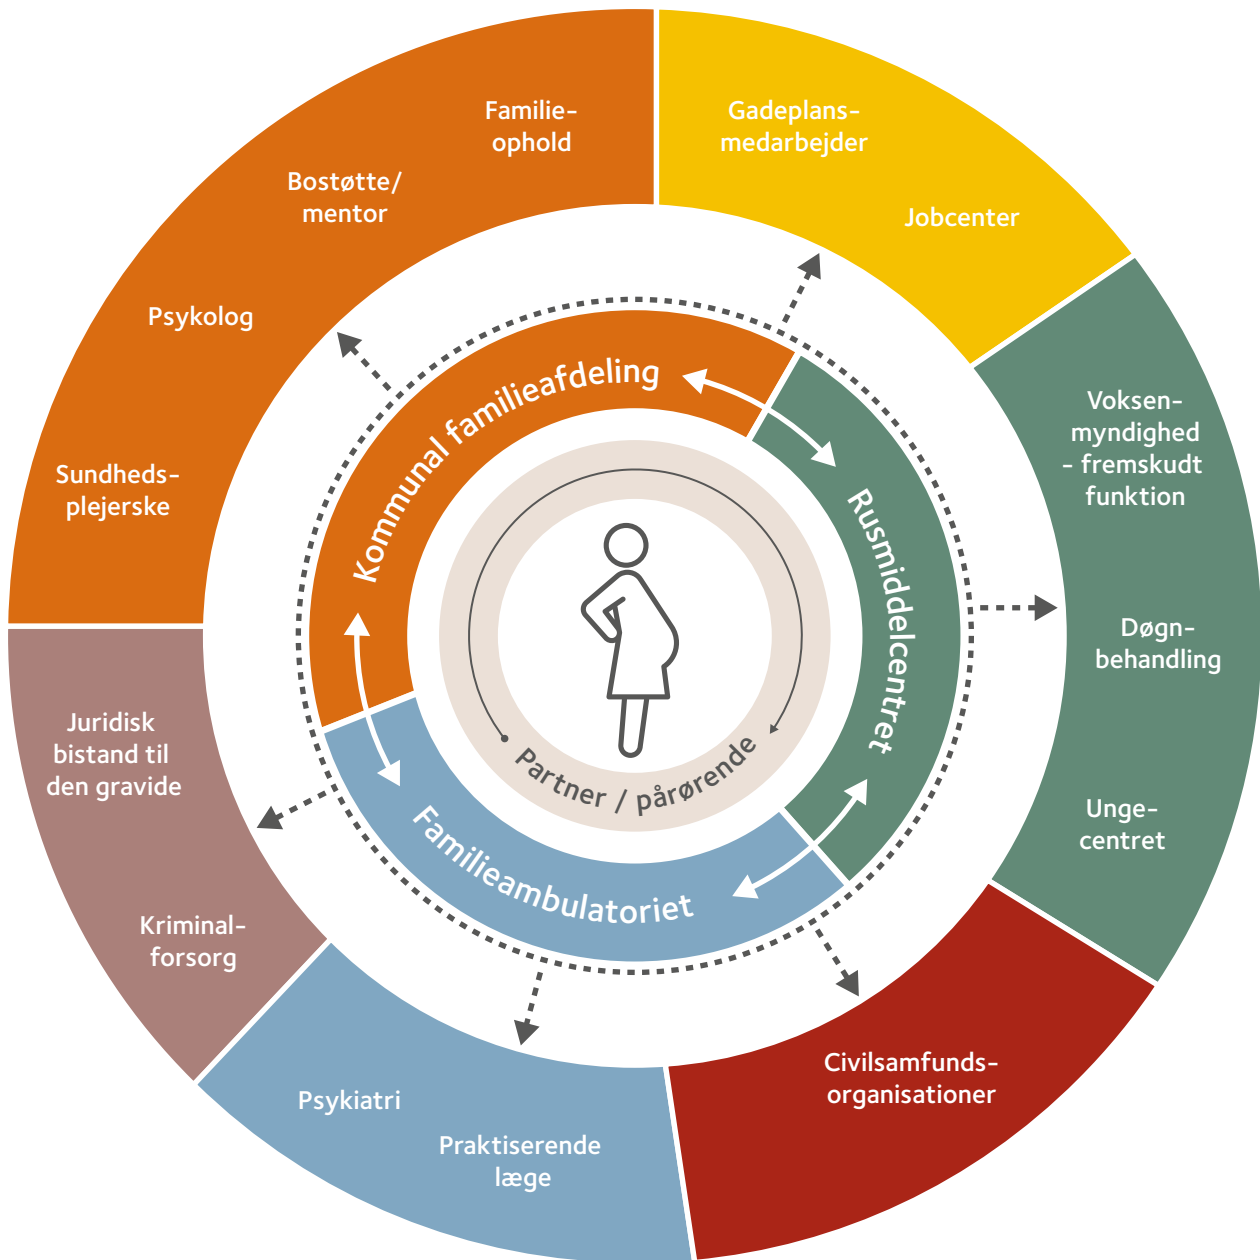 Familie-
ophold
Bostøtte/
mentor
Psykolog
Sundheds-
plejerske
Gadeplans-
medarbejder
Jobcenter
Voksen-
myndighed
- fremskudt
funktion
Døgn-
behandling
Unge-
centret
Civilsamfunds-
organisationer
Praktiserende
læge
Psykiatri
Kriminal-
forsorg
Juridisk
bistand til
den gravide
Kommunal familieafdeling
Rusmiddelcentret
Familieambulatoriet
Partner / pårørende